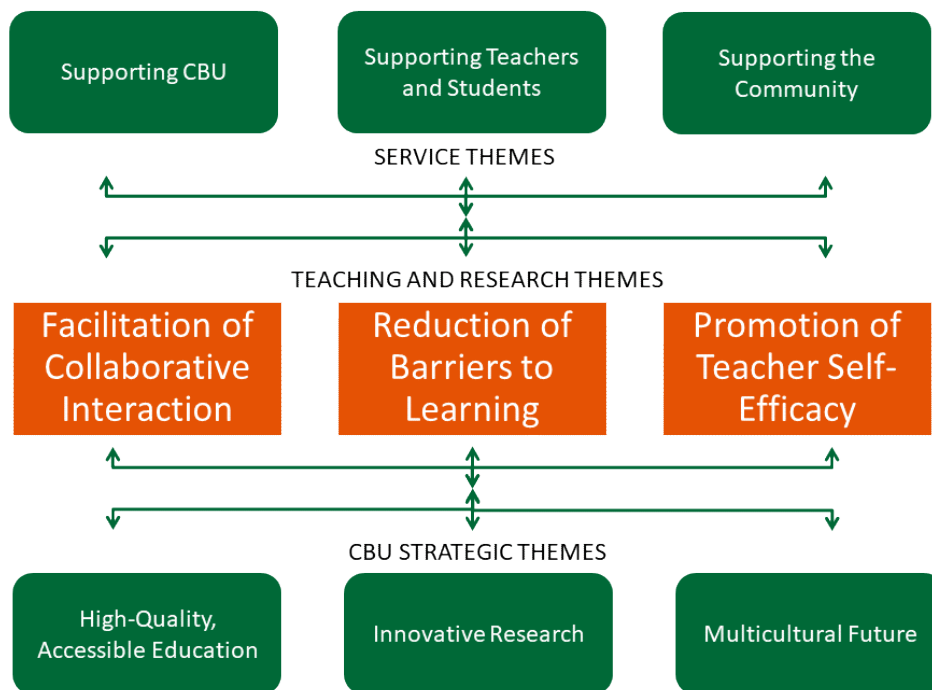 Supporting CBU
Supporting Teachers
and Students
Supporting the
Community
SERVICE THEMES
TEACHING AND RESEARCH THEMES
Facilitation of
Collaborative
Interaction
Reduction of
Barriers to
Learning
Promotion of
Teacher Self-
Efficacy
CBU STRATEGIC THEMES
High-Quality,
Accessible Education
Innovative Research
Multicultural Future